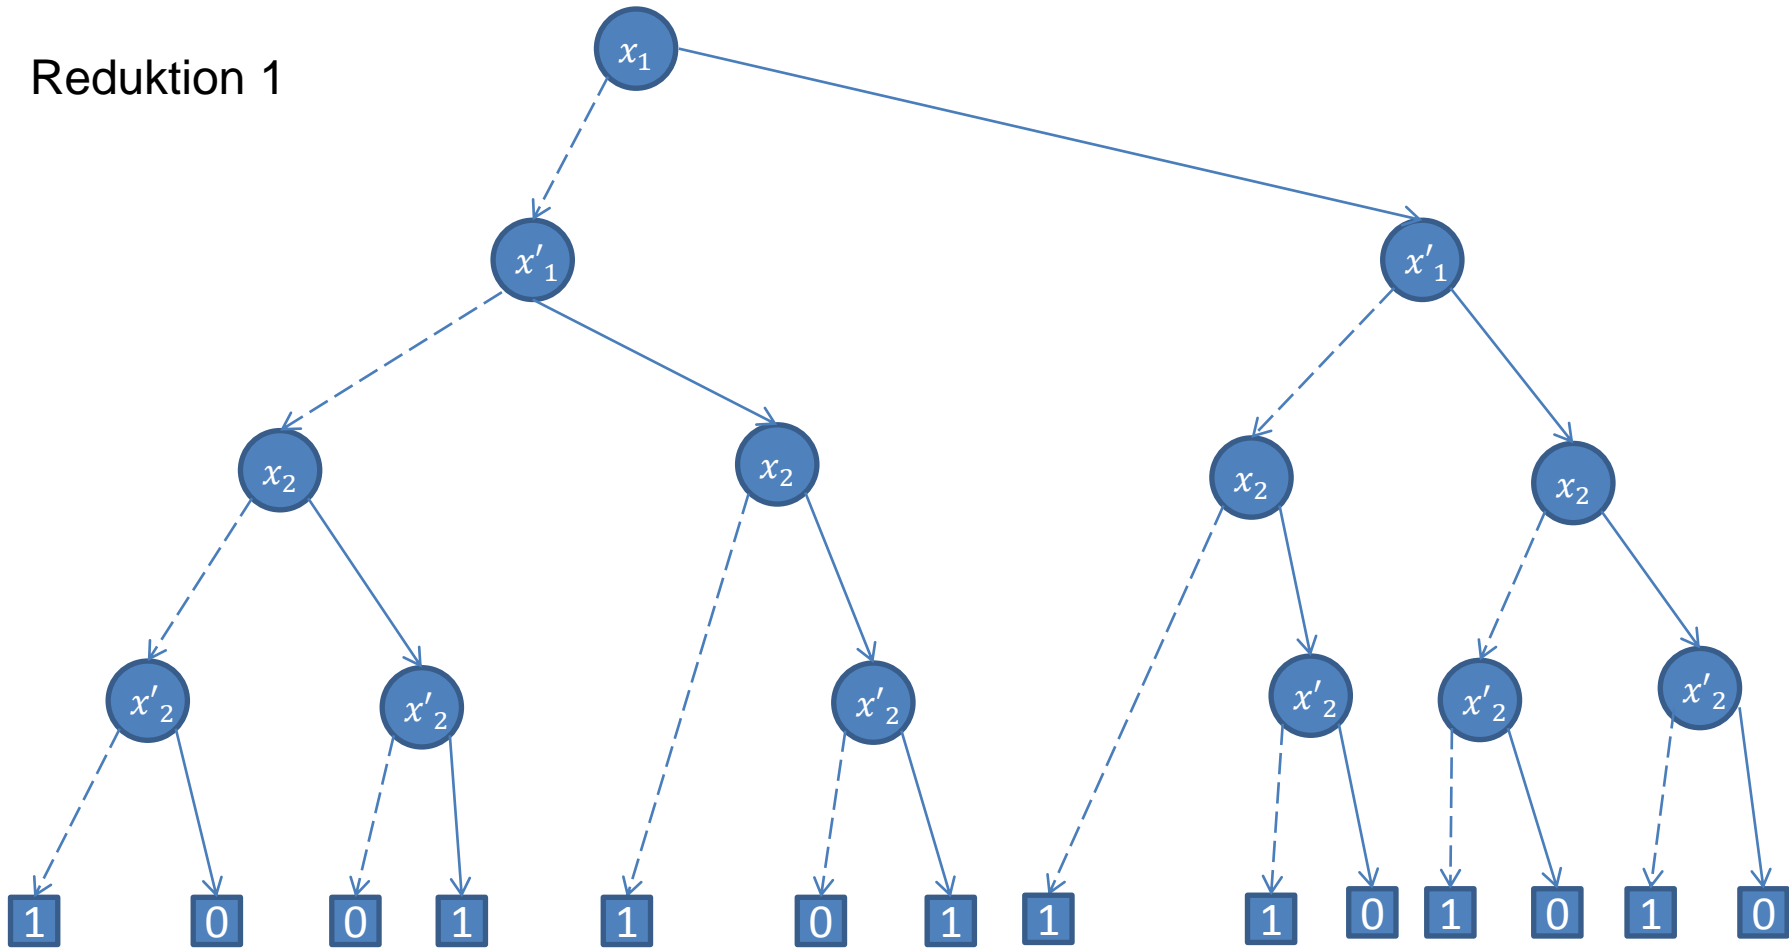 Reduktion 1
x₁
x'₁ x'₁
x₂ x₂ x₂ x₂
x'₂ x'₂ x'₂ x'₂ x'₂ x'₂
1 0 0 1 1 0 1 1 1 0 1 0 1 0